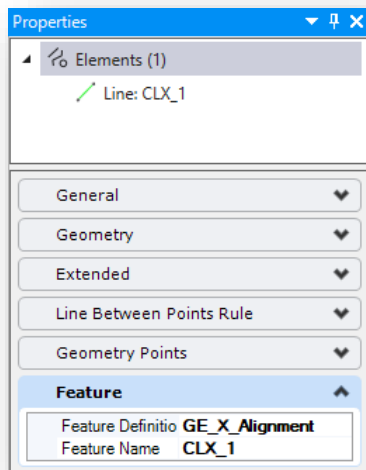 Properties
Elements (1)
Line: CLX_1
General
Geometry
Extended
Line Between Points Rule
Geometry Points
Feature
Feature Definitio GE_X_Alignment
Feature Name CLX_1